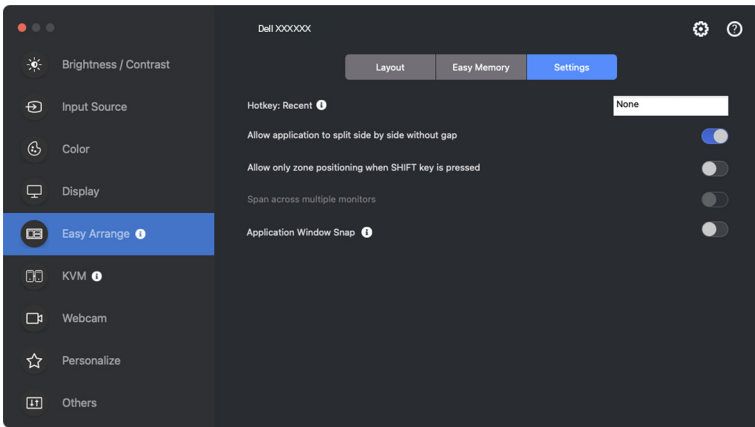 Dell XXXXXX
Brightness / Contrast
Input Source
Color
Display
Easy Arrange
KVM
Webcam
Personalize
Others
Layout
Easy Memory
Settings
Hotkey: Recent
None
Allow application to split side by side without gap
Allow only zone positioning when SHIFT key is pressed
Span across multiple monitors
Application Window Snap